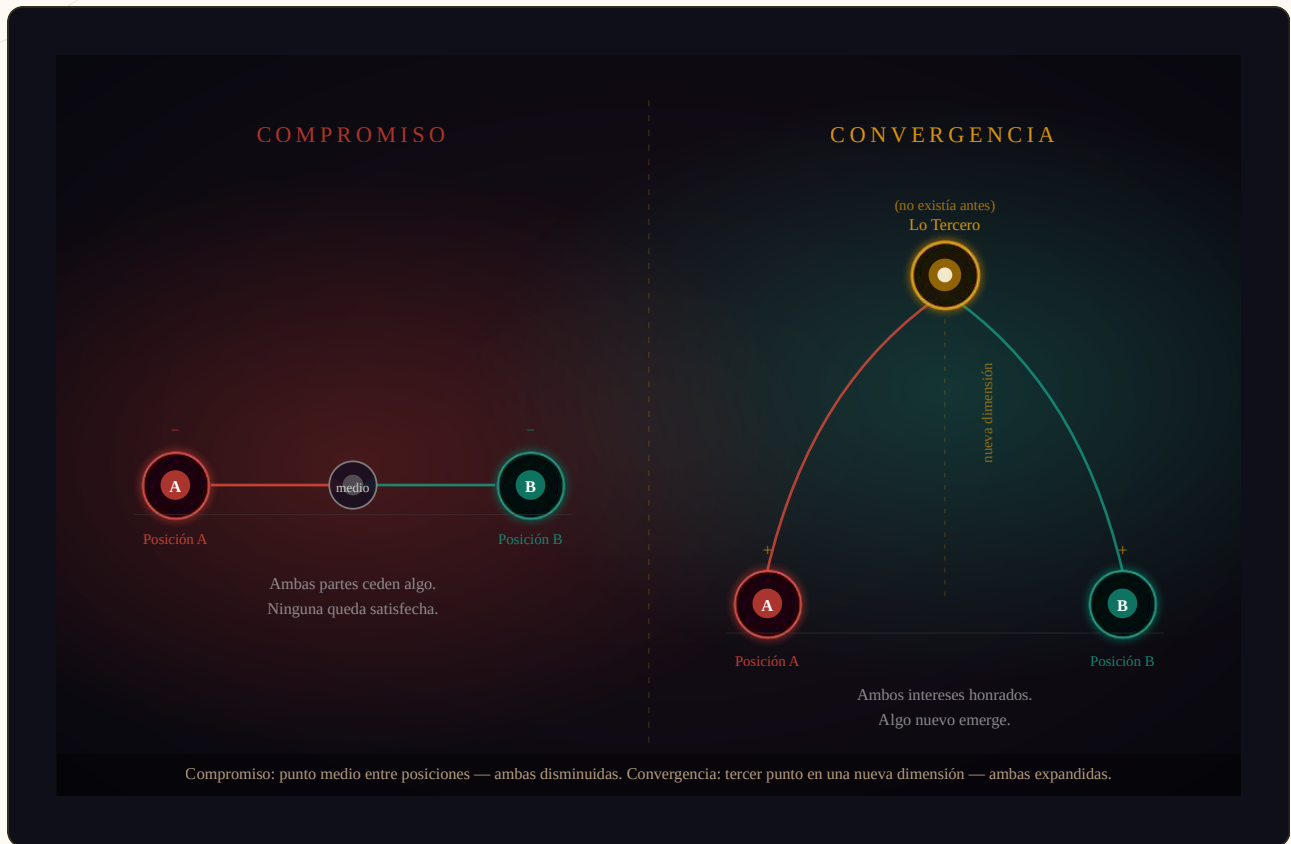 COMPROMISO
–
–
A
medio
B
Posición A
Posición B
Ambas partes ceden algo.
Ninguna queda satisfecha.
CONVERGENCIA
(no existía antes)
Lo Tercero
nueva dimensión
+
+
A
B
Posición A
Posición B
Ambos intereses honrados.
Algo nuevo emerge.
Compromiso: punto medio entre posiciones — ambas disminuidas. Convergencia: tercer punto en una nueva dimensión — ambas expandidas.